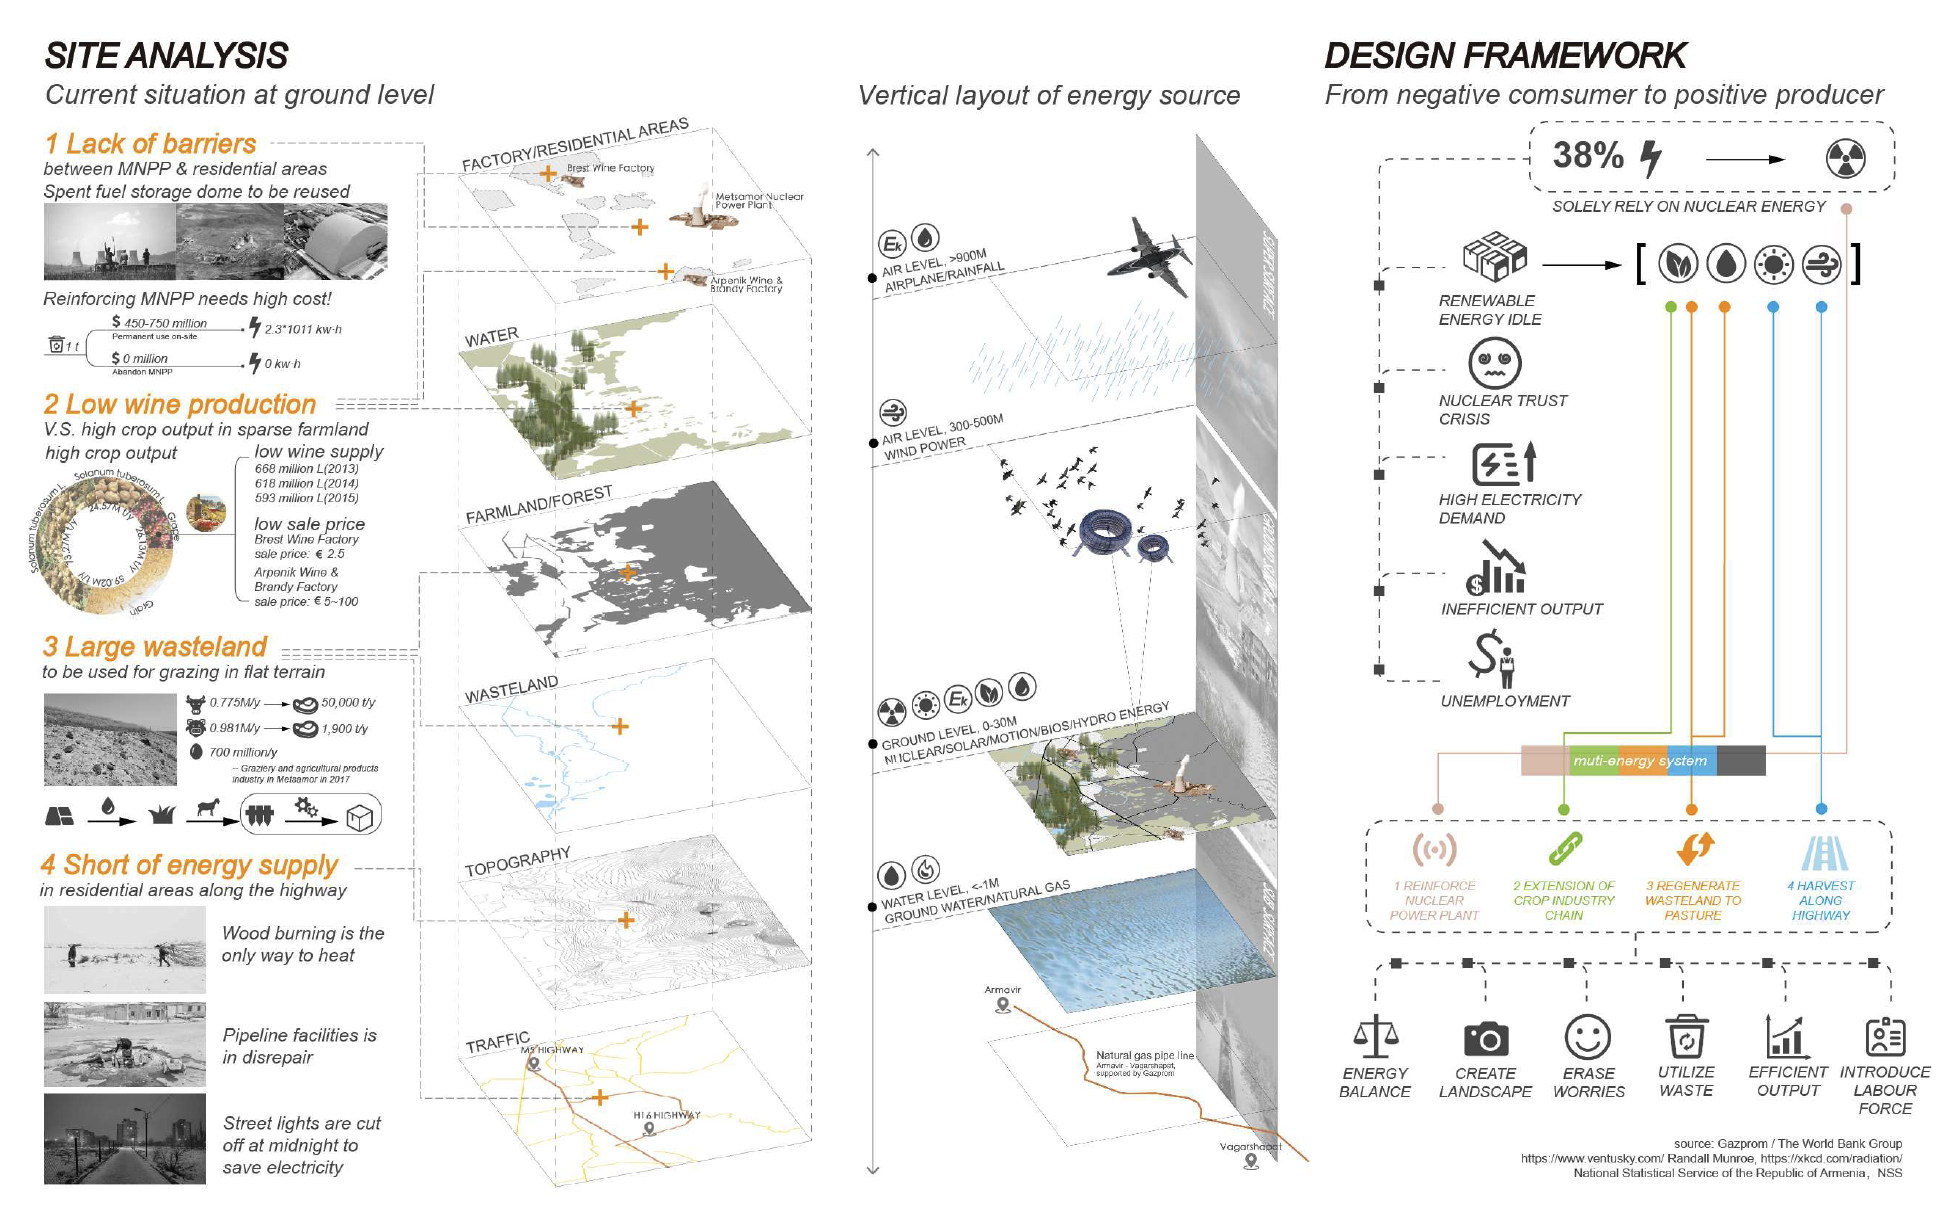 SITE ANALYSIS
Current situation at ground level
1 Lack of barriers
between MNPP & residential areas
Spent fuel storage dome to be reused
Reinforcing MNPP needs high cost!
1 t
$ 450-750 million
Permanent use on-site
2.3*1011 kw·h
$ 0 million
Abandon MNPP
0 kw·h
2 Low wine production
V.S. high crop output in sparse farmland
high crop output
Solanum tuberosum L.
Solanum tuberosum L.
Grape
Grain
24.57M t/y
26.13M t/y
59.02M t/y
low wine supply
668 million L(2013)
618 million L(2014)
593 million L(2015)
low sale price
Brest Wine Factory
sale price: € 2.5
Arpenik Wine &
Brandy Factory
sale price: € 5~100
3 Large wasteland
to be used for grazing in flat terrain
0.775M/y
50,000 t/y
0.981M/y
1,900 t/y
700 million/y
-- Graziery and agricultural products
industry in Metsamor in 2017
4 Short of energy supply
in residential areas along the highway
Wood burning is the
only way to heat
Pipeline facilities is
in disrepair
Street lights are cut
off at midnight to
save electricity
FACTORY/RESIDENTIAL AREAS
Brest Wine Factory
Metsamor Nuclear
Power Plant
Arpenik Wine &
Brandy Factory
WATER
FARMLAND/FOREST
WASTELAND
TOPOGRAPHY
TRAFFIC
M5 HIGHWAY
H16 HIGHWAY
Vertical layout of energy source
Ek
AIR LEVEL, >900M
AIRPLANE/RAINFALL
AIR LEVEL, 300-500M
WIND POWER
Ek
GROUND LEVEL, 0-30M
NUCLEAR/SOLAR/MOTION/BIOS/HYDRO ENERGY
WATER LEVEL, <-1M
GROUND WATER/NATURAL GAS
Armavir
Natural gas pipe line
Armavir - Vagarshapat,
supported by Gazprom
Vagarshapat
DESIGN FRAMEWORK
From negative comsumer to positive producer
38%
SOLELY RELY ON NUCLEAR ENERGY
RENEWABLE
ENERGY IDLE
NUCLEAR TRUST
CRISIS
HIGH ELECTRICITY
DEMAND
INEFFICIENT OUTPUT
UNEMPLOYMENT
muti-energy system
1 REINFORCE
NUCLEAR
POWER PLANT
2 EXTENSION OF
CROP INDUSTRY
CHAIN
3 REGENERATE
WASTELAND TO
PASTURE
4 HARVEST
ALONG
HIGHWAY
ENERGY
BALANCE
CREATE
LANDSCAPE
ERASE
WORRIES
UTILIZE
WASTE
EFFICIENT
OUTPUT
INTRODUCE
LABOUR
FORCE
source: Gazprom / The World Bank Group
https://www.ventusky.com/ Randall Munroe, https://xkcd.com/radiation/
National Statistical Service of the Republic of Armenia, NSS